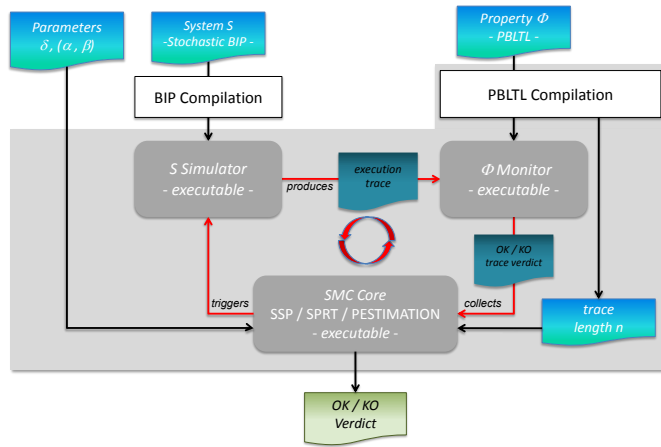 Parameters
δ , (α , β)
System S
-Stochastic BIP -
Property Φ
- PBLTL -
BIP Compilation
PBLTL Compilation
S Simulator
- executable -
produces
execution
trace
Φ Monitor
- executable -
OK / KO
trace verdict
triggers
SMC Core
SSP / SPRT / PESTIMATION
- executable -
collects
trace
length n
OK / KO
Verdict